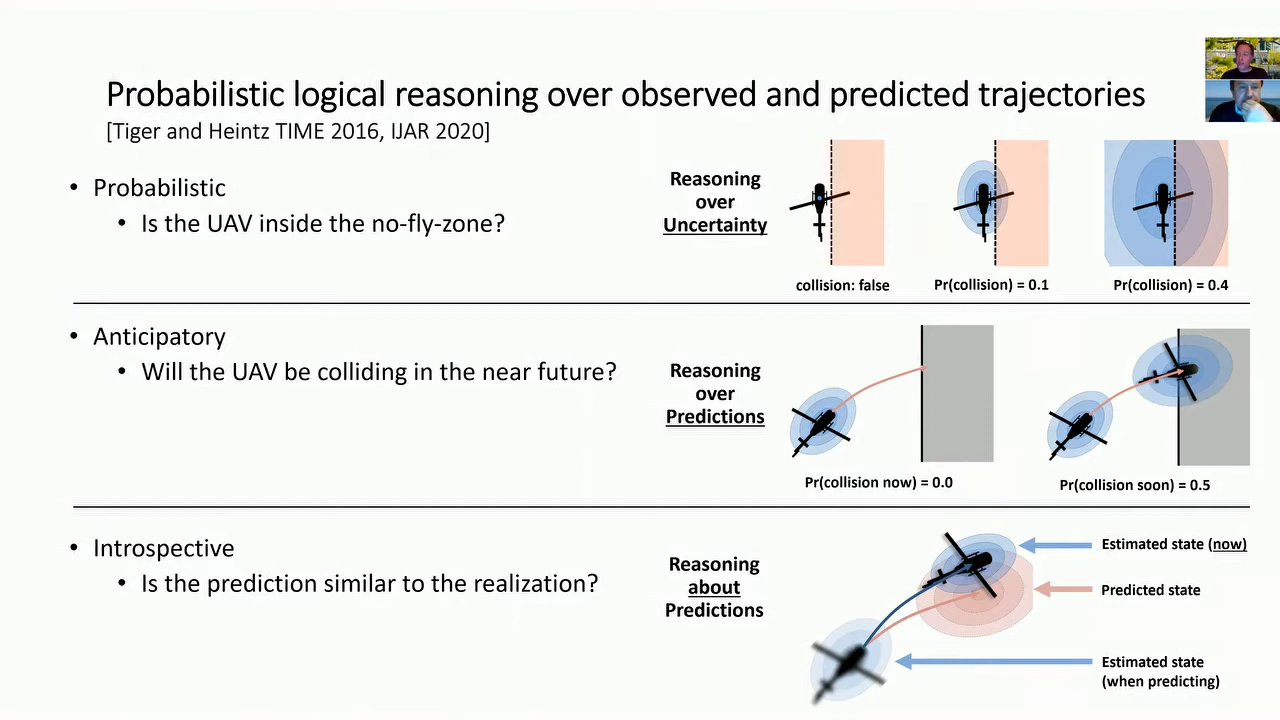 Probabilistic logical reasoning over observed and predicted trajectories
[Tiger and Heintz TIME 2016, IJAR 2020]
• Probabilistic
• Is the UAV inside the no-fly-zone?
Reasoning
over
Uncertainty
collision: false
Pr(collision) = 0.1
Pr(collision) = 0.4
• Anticipatory
• Will the UAV be colliding in the near future?
Reasoning
over
Predictions
Pr(collision now) = 0.0
Pr(collision soon) = 0.5
• Introspective
• Is the prediction similar to the realization?
Reasoning
about
Predictions
Estimated state (now)
Predicted state
Estimated state
(when predicting)